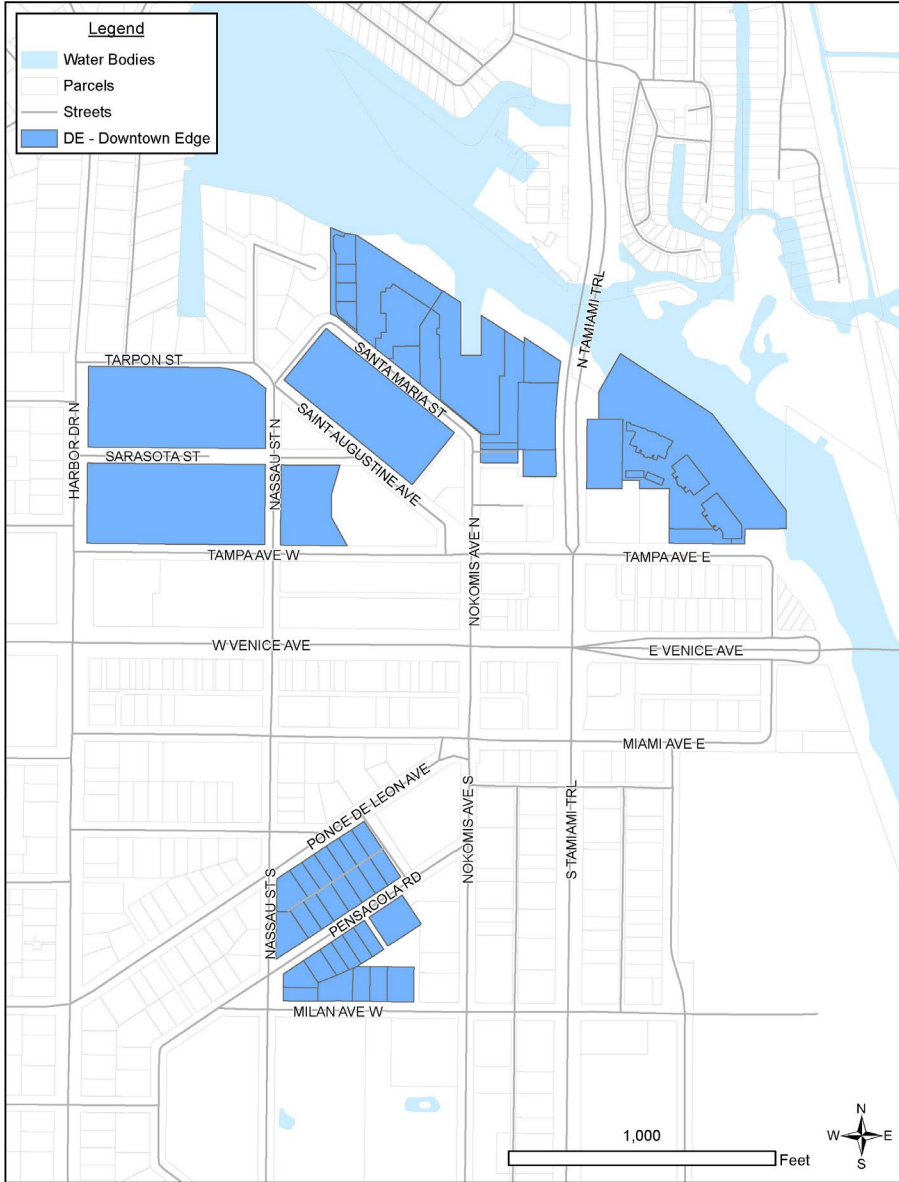 Legend
Water Bodies
Parcels
Streets
DE - Downtown Edge
N TAMIAMI TRL
TARPON ST
SANTA MARIA ST
HARBOR DR N
NASSAU ST N
SAINT AUGUSTINE AVE
SARASOTA ST
TAMPA AVE W
NOKOMIS AVE N
TAMPA AVE E
W VENICE AVE
E VENICE AVE
MIAMI AVE E
PONCE DE LEON AVE
NOKOMIS AVE S
S TAMIAMI TRL
NASSAU ST S
PENSACOLA RD
MILAN AVE W
1,000
Feet
N
W
E
S